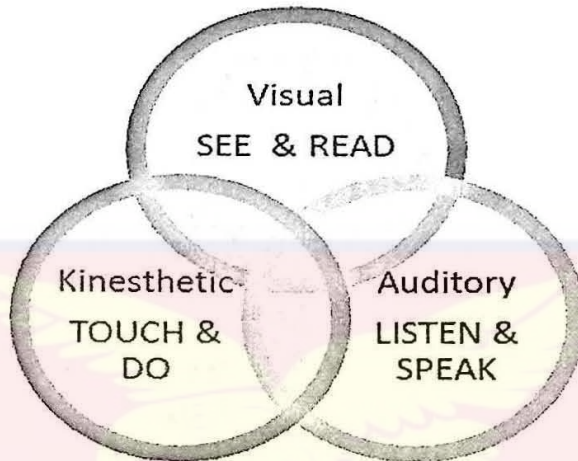 Visual
SEE & READ
Kinesthetic
TOUCH &
DO
Auditory
LISTEN &
SPEAK